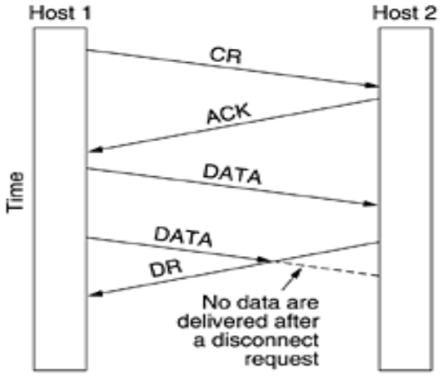 Host 1
Host 2
CR
ACK
DATA
DATA
DR
Time
No data are
delivered after
a disconnect
request